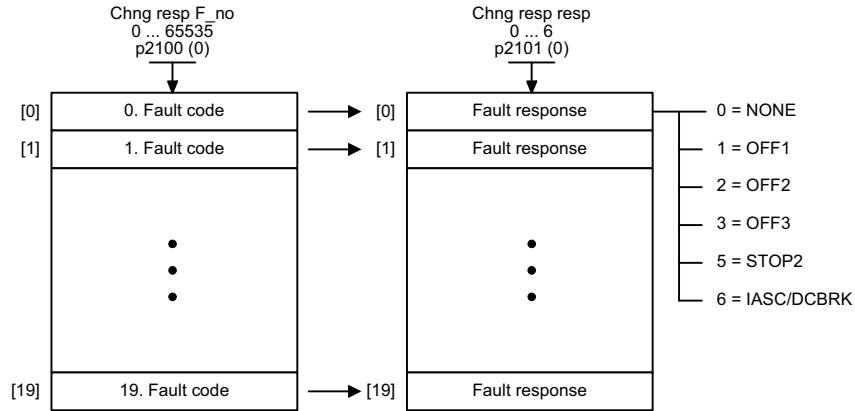 Chng resp F_no
0 ... 65535
p2100 (0)
Chng resp resp
0 ... 6
p2101 (0)
[0] 0. Fault code [0] Fault response 0 = NONE
[1] 1. Fault code [1] Fault response 1 = OFF1
2 = OFF2
3 = OFF3
5 = STOP2
6 = IASC/DCBRK
[19] 19. Fault code [19] Fault response